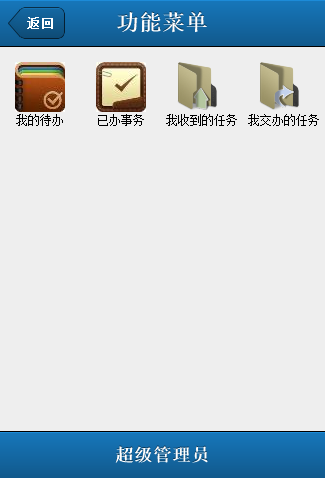 返回
功能菜单
我的待办
已办事务
我收到的任务
我交办的任务
超级管理员